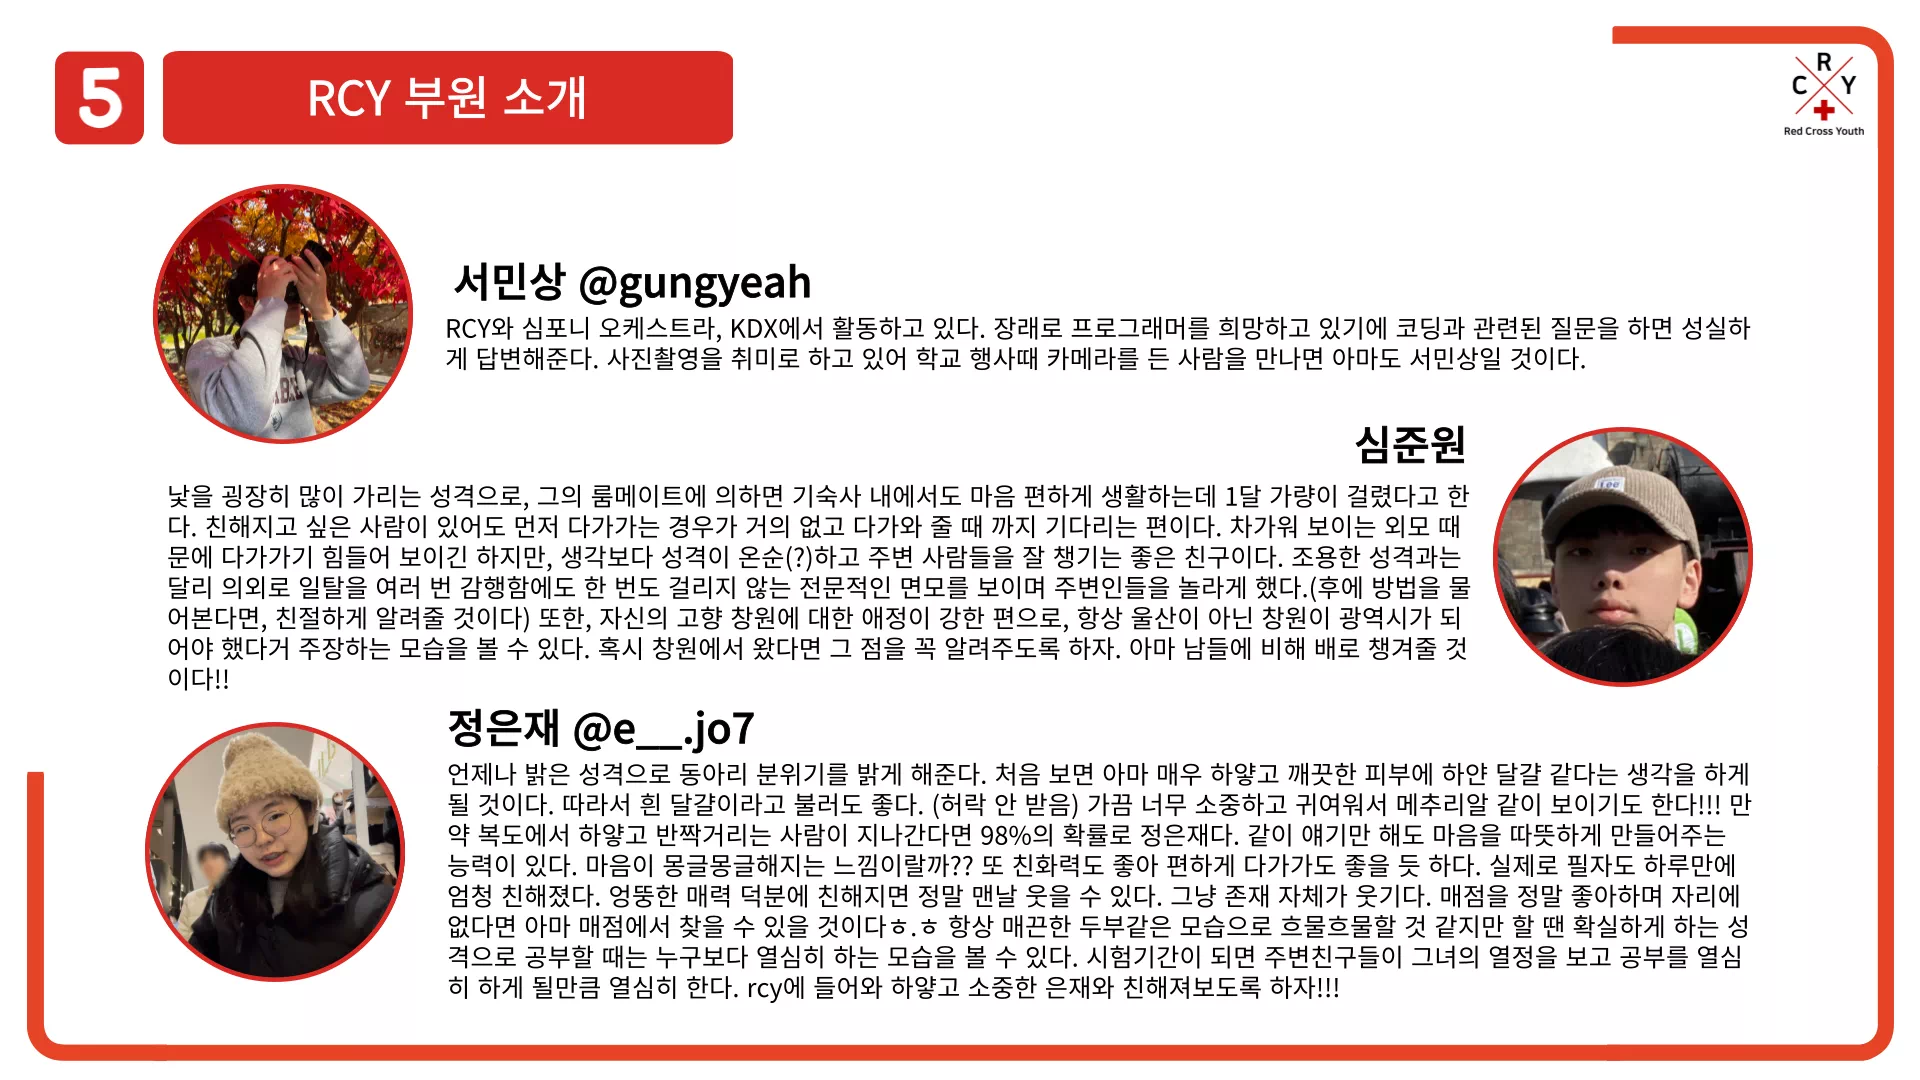 5
RCY 부원 소개
R
C Y
Red Cross Youth
서민상 @gungyeah
RCY와 심포니 오케스트라, KDX에서 활동하고 있다. 장래로 프로그래머를 희망하고 있기에 코딩과 관련된 질문을 하면 성실하
게 답변해준다. 사진촬영을 취미로 하고 있어 학교 행사때 카메라를 든 사람을 만나면 아마도 서민상일 것이다.
심준원
낯을 굉장히 많이 가리는 성격으로, 그의 룸메이트에 의하면 기숙사 내에서도 마음 편하게 생활하는데 1달 가량이 걸렸다고 한
다. 친해지고 싶은 사람이 있어도 먼저 다가가는 경우가 거의 없고 다가와 줄 때 까지 기다리는 편이다. 차가워 보이는 외모 때
문에 다가가기 힘들어 보이긴 하지만, 생각보다 성격이 온순(?)하고 주변 사람들을 잘 챙기는 좋은 친구이다. 조용한 성격과는
달리 의외로 일탈을 여러 번 감행함에도 한 번도 걸리지 않는 전문적인 면모를 보이며 주변인들을 놀라게 했다.(후에 방법을 물
어본다면, 친절하게 알려줄 것이다) 또한, 자신의 고향 창원에 대한 애정이 강한 편으로, 항상 울산이 아닌 창원이 광역시가 되
어야 했다거 주장하는 모습을 볼 수 있다. 혹시 창원에서 왔다면 그 점을 꼭 알려주도록 하자. 아마 남들에 비해 배로 챙겨줄 것
이다!!
Lee
정은재 @e__.jo7
언제나 밝은 성격으로 동아리 분위기를 밝게 해준다. 처음 보면 아마 매우 하얗고 깨끗한 피부에 하얀 달걀 같다는 생각을 하게
될 것이다. 따라서 흰 달걀이라고 불러도 좋다. (허락 안 받음) 가끔 너무 소중하고 귀여워서 메추리알 같이 보이기도 한다!!! 만
약 복도에서 하얗고 반짝거리는 사람이 지나간다면 98%의 확률로 정은재다. 같이 얘기만 해도 마음을 따뜻하게 만들어주는
능력이 있다. 마음이 몽글몽글해지는 느낌이랄까?? 또 친화력도 좋아 편하게 다가가도 좋을 듯 하다. 실제로 필자도 하루만에
엄청 친해졌다. 엉뚱한 매력 덕분에 친해지면 정말 맨날 웃을 수 있다. 그냥 존재 자체가 웃기다. 매점을 정말 좋아하며 자리에
없다면 아마 매점에서 찾을 수 있을 것이다ㅎ.ㅎ 항상 매끈한 두부같은 모습으로 흐물흐물할 것 같지만 할 땐 확실하게 하는 성
격으로 공부할 때는 누구보다 열심히 하는 모습을 볼 수 있다. 시험기간이 되면 주변친구들이 그녀의 열정을 보고 공부를 열심
히 하게 될만큼 열심히 한다. rcy에 들어와 하얗고 소중한 은재와 친해져보도록 하자!!!